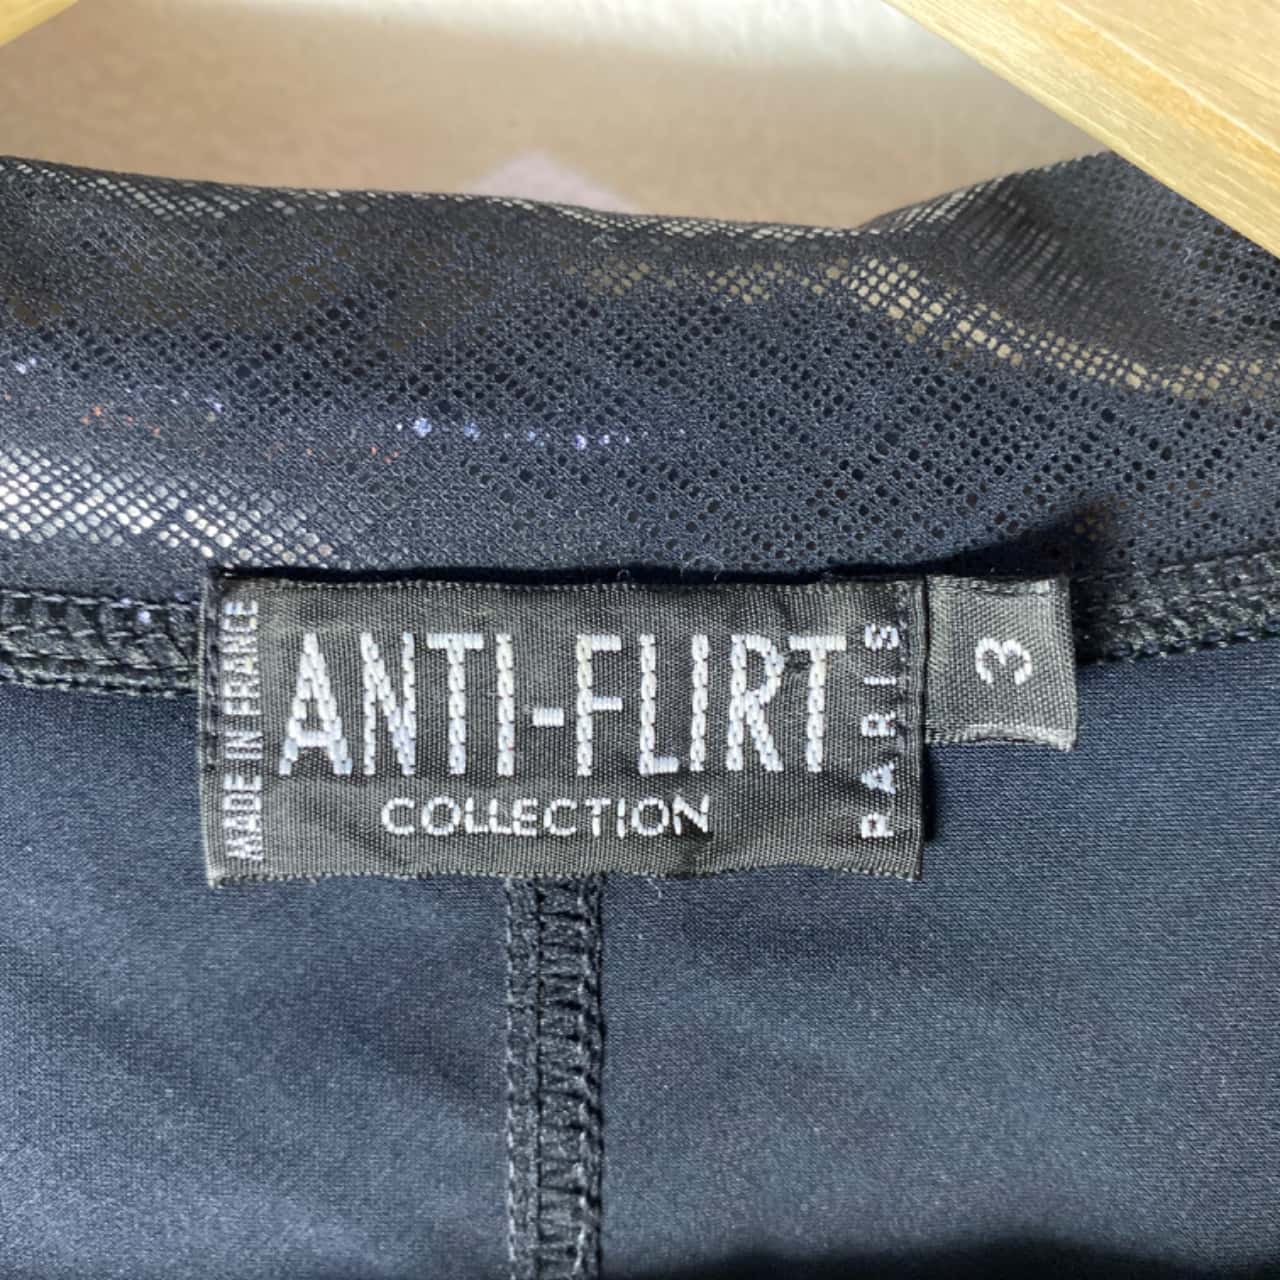 MADE IN FRANCE
ANTI-FLIRT
COLLECTION
PARIS
3